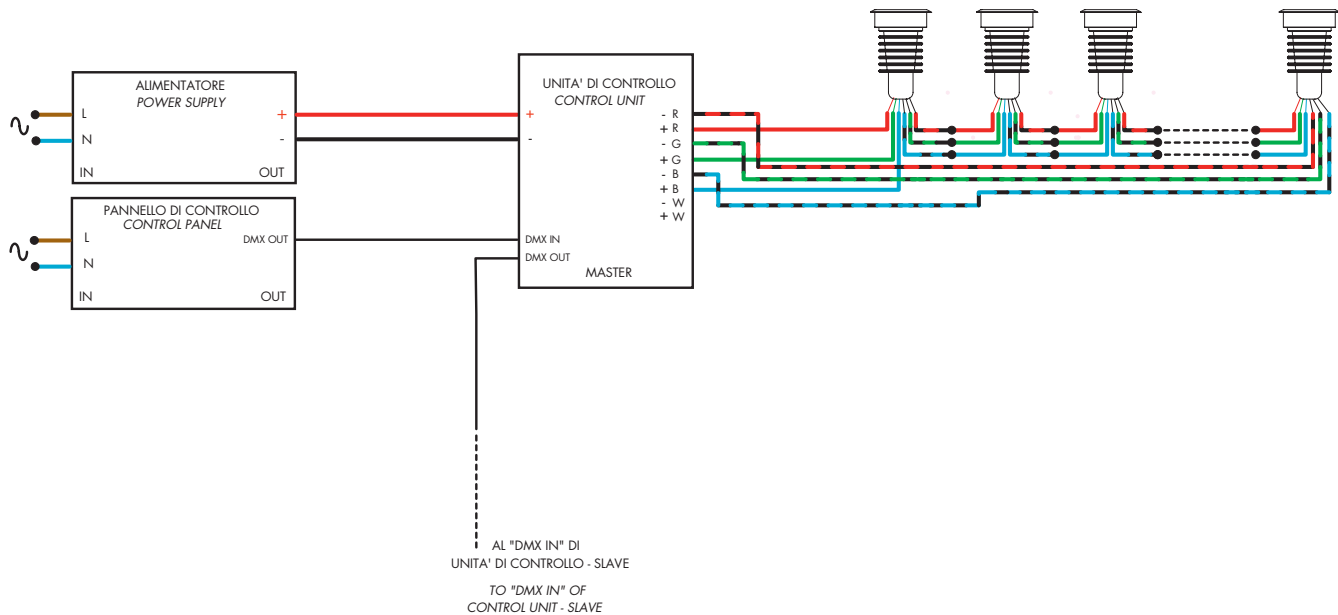 ALIMENTATORE
POWER SUPPLY
L
+
N
-
IN
OUT
PANNELLO DI CONTROLLO
CONTROL PANEL
L
DMX OUT
N
IN
OUT
UNITA' DI CONTROLLO
CONTROL UNIT
+
-
- R
+ R
- G
+ G
- B
+ B
- W
+ W
DMX IN
DMX OUT
MASTER
AL "DMX IN" DI
UNITA' DI CONTROLLO - SLAVE
TO "DMX IN" OF
CONTROL UNIT - SLAVE